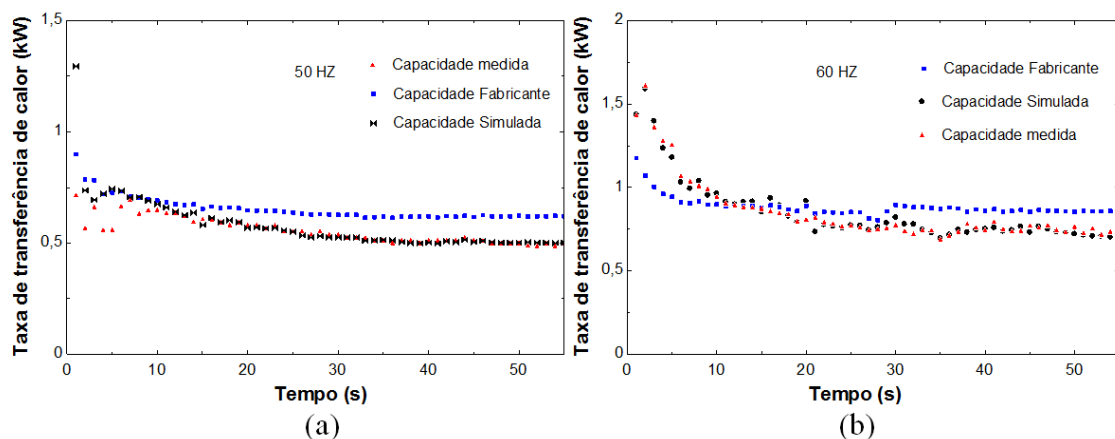 1,5
1
0,5
0
Taxa de transferência de calor (kW)
50 HZ
Capacidade medida
Capacidade Fabricante
Capacidade Simulada
0 10 20 30 40 50
Tempo (s)
(a)
2
1,5
1
0,5
0
Taxa de transferência de calor (kW)
60 HZ
Capacidade Fabricante
Capacidade Simulada
Capacidade medida
0 10 20 30 40 50
Tempo (s)
(b)